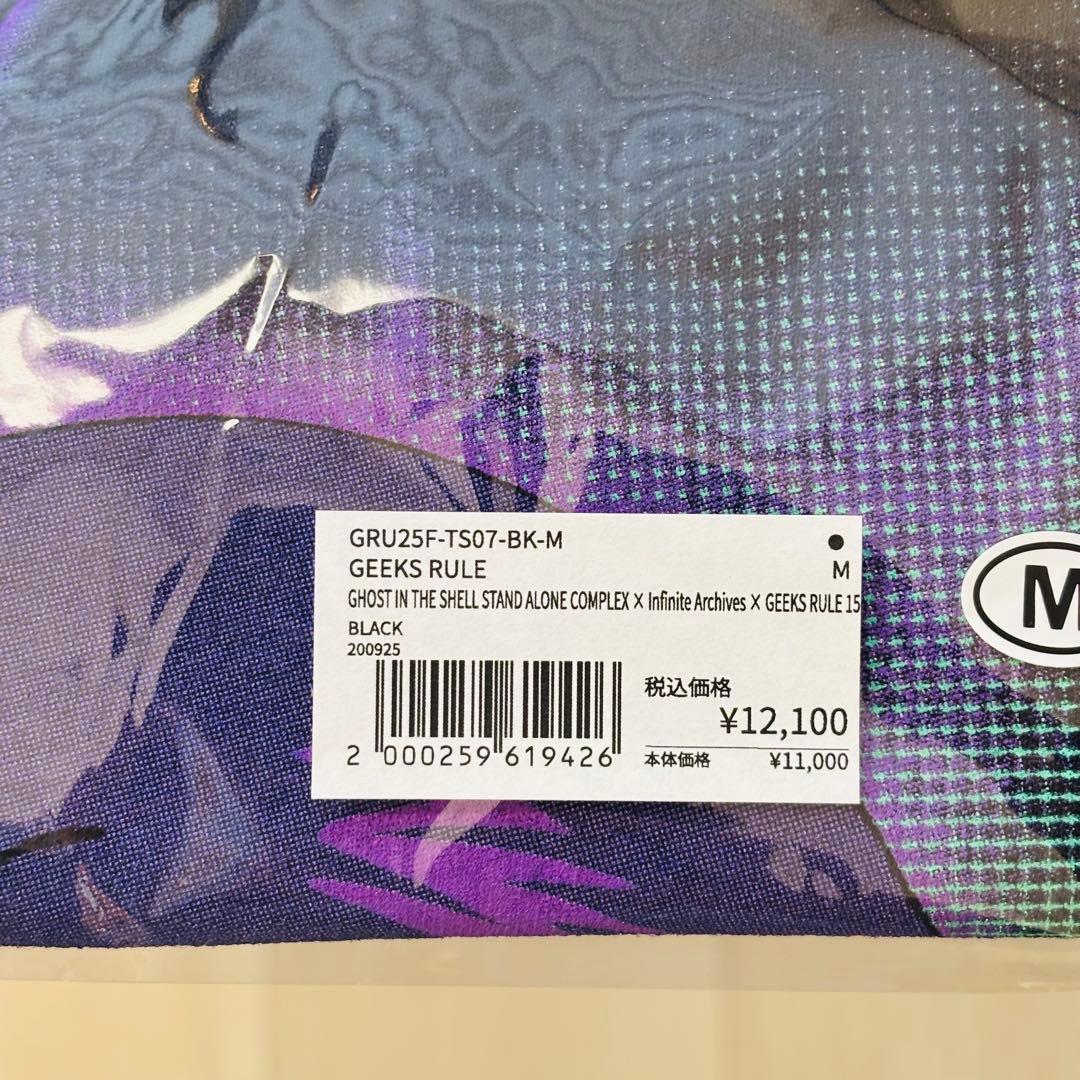 GRU25F-TS07-BK-M
GEEKS RULE
M
GHOST IN THE SHELL STAND ALONE COMPLEX × Infinite Archives × GEEKS RULE 15
BLACK
200925
税込価格
¥12,100
本体価格 ¥11,000
2 000259 619426
M